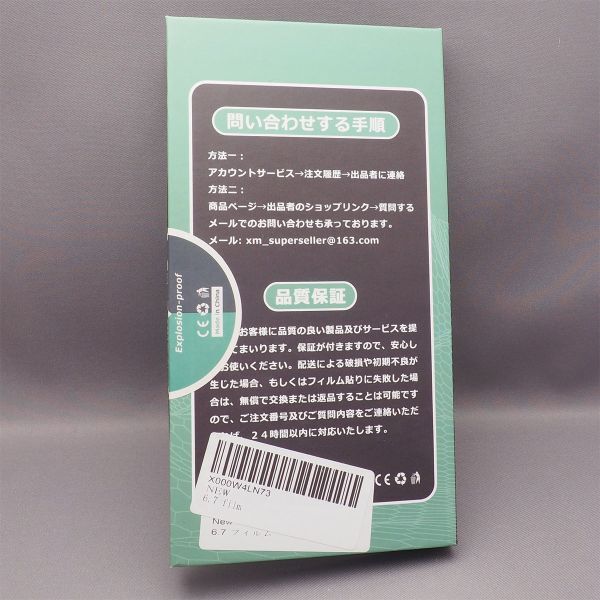 問い合わせする手順
方法一：
アカウントサービス→注文履歴→出品者に連絡
方法二：
商品ページ→出品者のショップリンク→質問する
メールでのお問い合わせも承っております。
メール: xm_superseller@163.com
品質保証
お客様に品質の良い製品及びサービスを提
てまいります。保証が付きますので、安心し
お使いください。配送による破損や初期不良が
生じた場合、もしくはフィルム貼りに失敗した場
合は、無償で交換または返品することは可能です
ので、ご注文番号及びご質問内容をご連絡いただ
ば、２４時間以内に対応いたします。
Explosion-proof
CE
Made in China
CE
X000W4LN73
NEW
6.7 film
New
6.7 フィルム